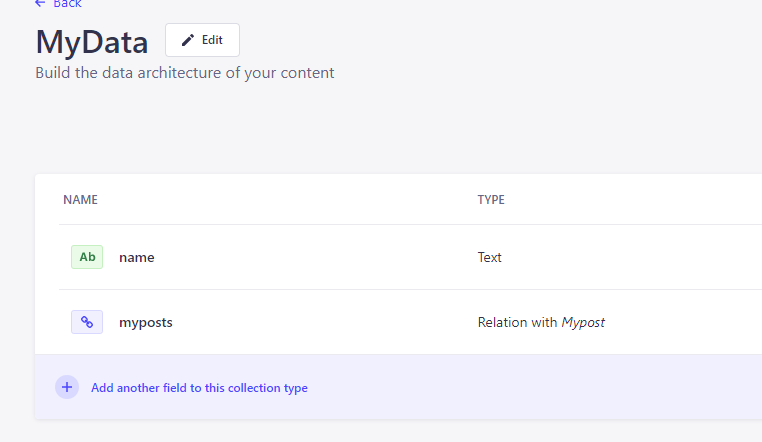 Back
MyData Edit
Build the data architecture of your content
NAME TYPE
Ab name Text
myposts Relation with Mypost
Add another field to this collection type